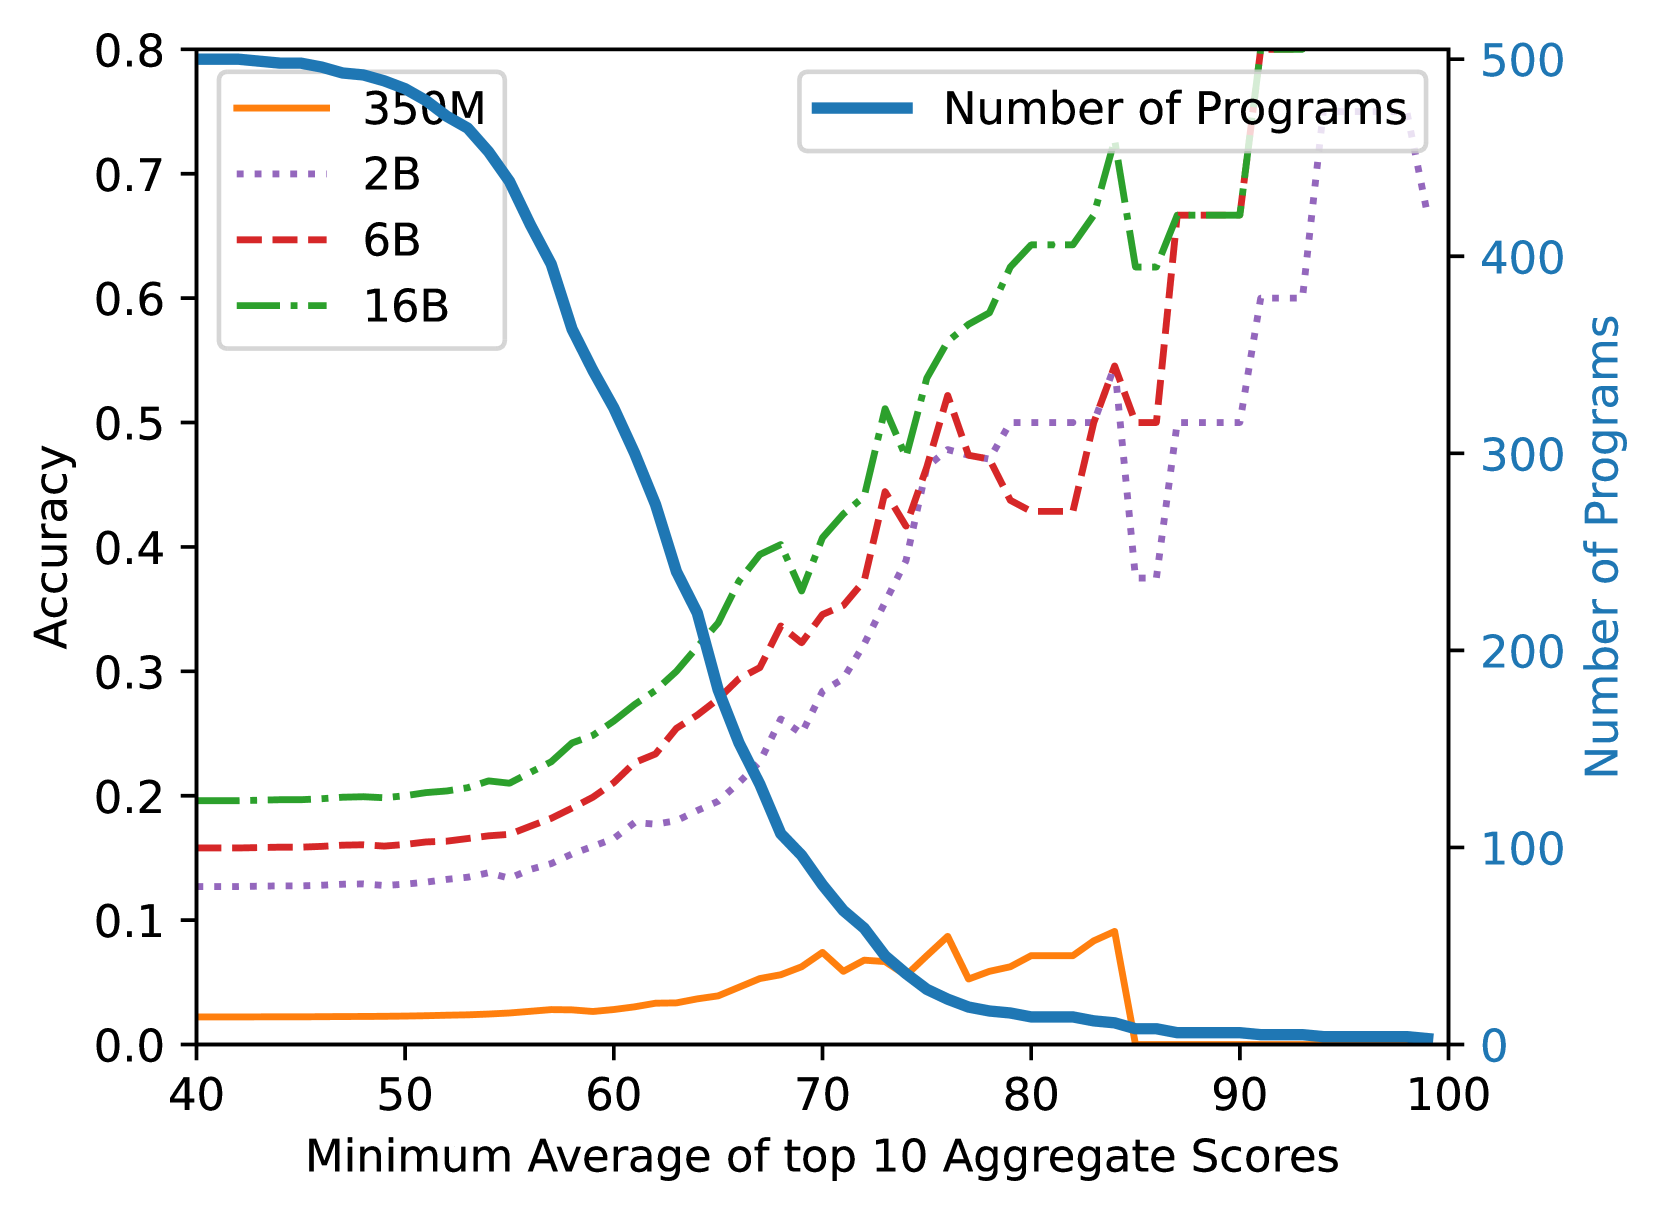 0.8
0.7
0.6
0.5
0.4
0.3
0.2
0.1
0.0
Accuracy
350M
2B
6B
16B
Number of Programs
500
400
300
200
100
0
Number of Programs
40 50 60 70 80 90 100
Minimum Average of top 10 Aggregate Scores